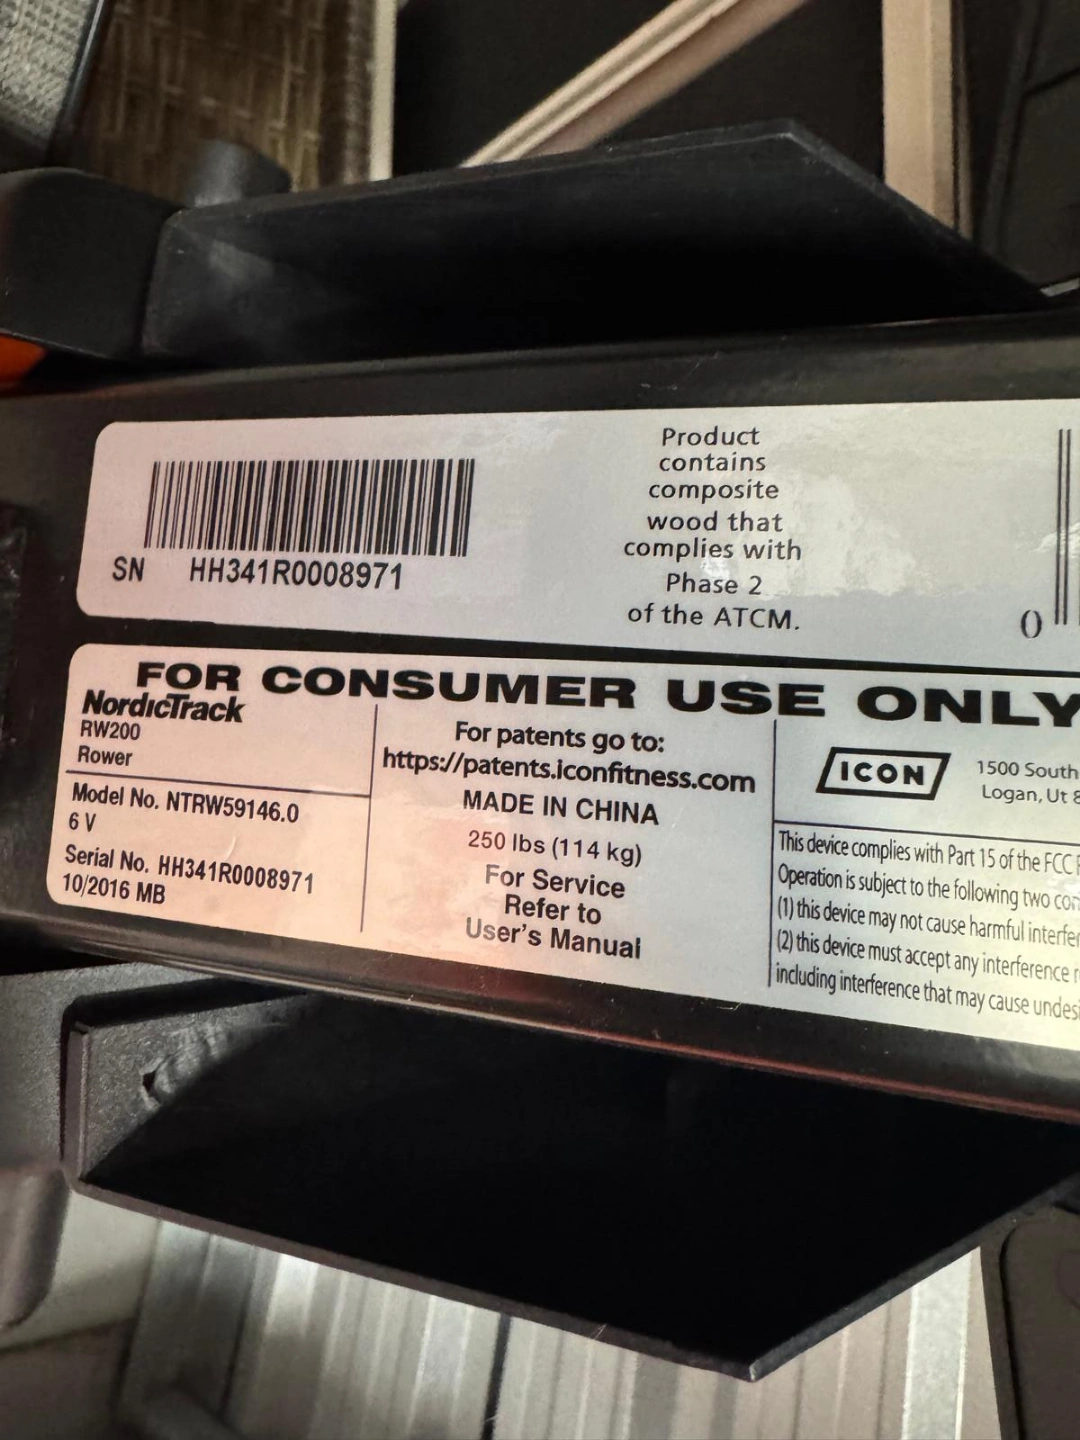 SN HH341R0008971
Product
contains
composite
wood that
complies with
Phase 2
of the ATCM.
0
FOR CONSUMER USE ONLY
NordicTrack
RW200
Rower
Model No. NTRW59146.0
6 V
Serial No. HH341R0008971
10/2016 MB
For patents go to:
https://patents.iconfitness.com
MADE IN CHINA
250 lbs (114 kg)
For Service
Refer to
User's Manual
ICON
1500 South
Logan, Ut
This device complies with Part 15 of the FCC
Operation is subject to the following two
(1) this device may not cause harmful
(2) this device must accept any interference
including interference that may cause